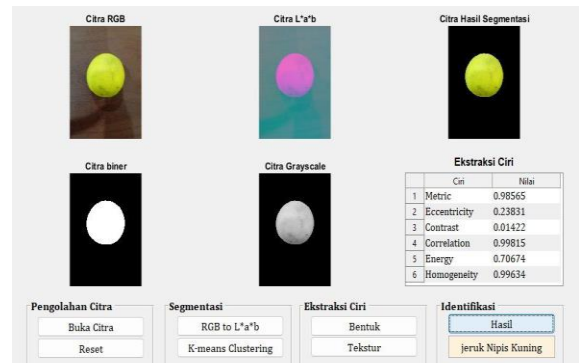 Citra RGB
Citra L*a*b
Citra Hasil Segmentasi
Citra biner
Citra Grayscale
Ekstraksi Ciri
Ciri Nilai
1 Metric 0.98565
2 Eccentricity 0.23831
3 Contrast 0.01422
4 Correlation 0.99815
5 Energy 0.70674
6 Homogeneity 0.99634
Pengolahan Citra
Buka Citra
Reset
Segmentasi
RGB to L*a*b
K-means Clustering
Ekstraksi Ciri
Bentuk
Tekstur
Identifikasi
Hasil
jeruk Nipis Kuning